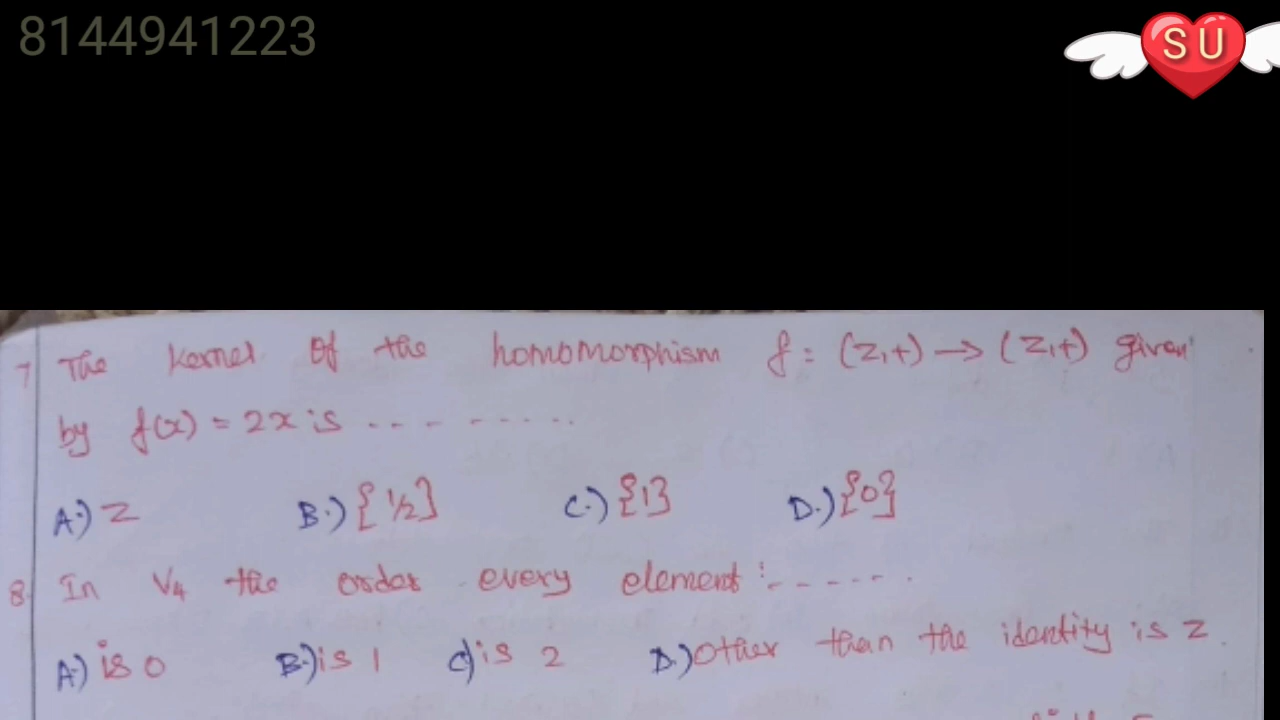 8144941223
S U
7 The Kernel Of the homomorphism f = (Z,+) → (Z,+) given
by f(x) = 2x is ..........
A.) Z B.) {1/2} C.) {1} D.) {0}
8. In V4 the order every element :......
A.) is 0 B.) is 1 C) is 2 D.) Other than the identity is 2.